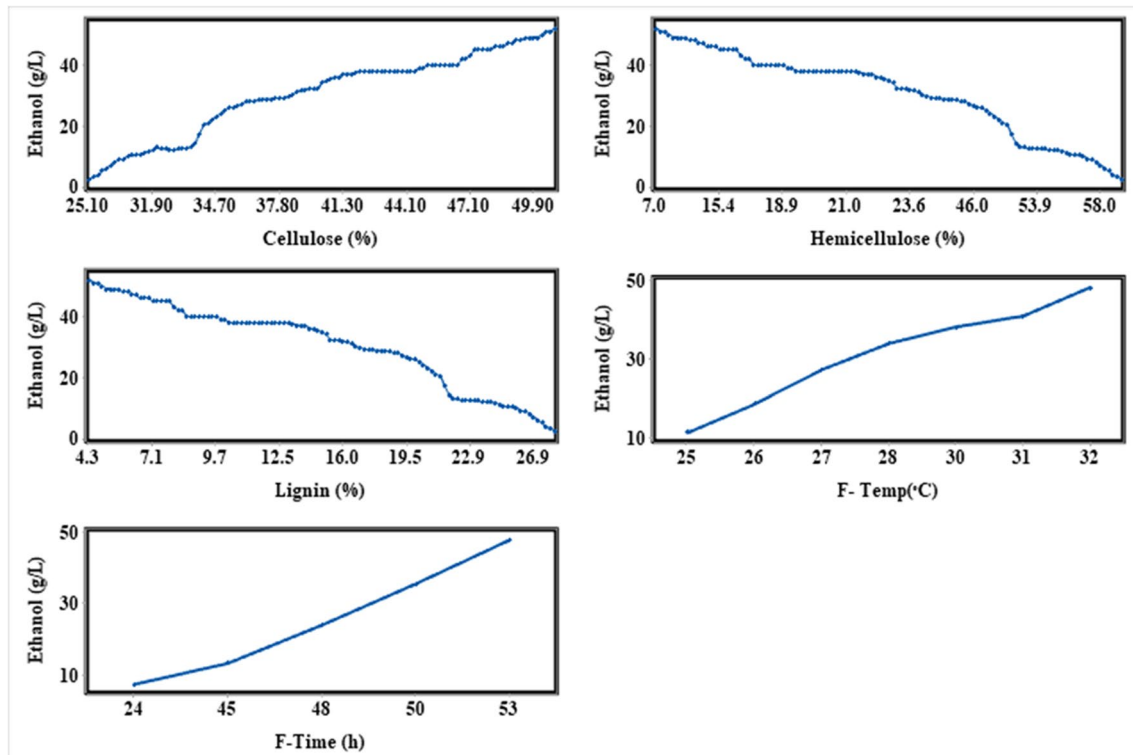 Ethanol (g/L)
40
20
0
25.10 31.90 34.70 37.80 41.30 44.10 47.10 49.90
Cellulose (%)
Ethanol (g/L)
40
20
0
7.0 15.4 18.9 21.0 23.6 46.0 53.9 58.0
Hemicellulose (%)
Ethanol (g/L)
40
20
0
4.3 7.1 9.7 12.5 16.0 19.5 22.9 26.9
Lignin (%)
Ethanol (g/L)
50
30
10
25 26 27 28 30 31 32
F- Temp(°C)
Ethanol (g/L)
50
30
10
24 45 48 50 53
F-Time (h)